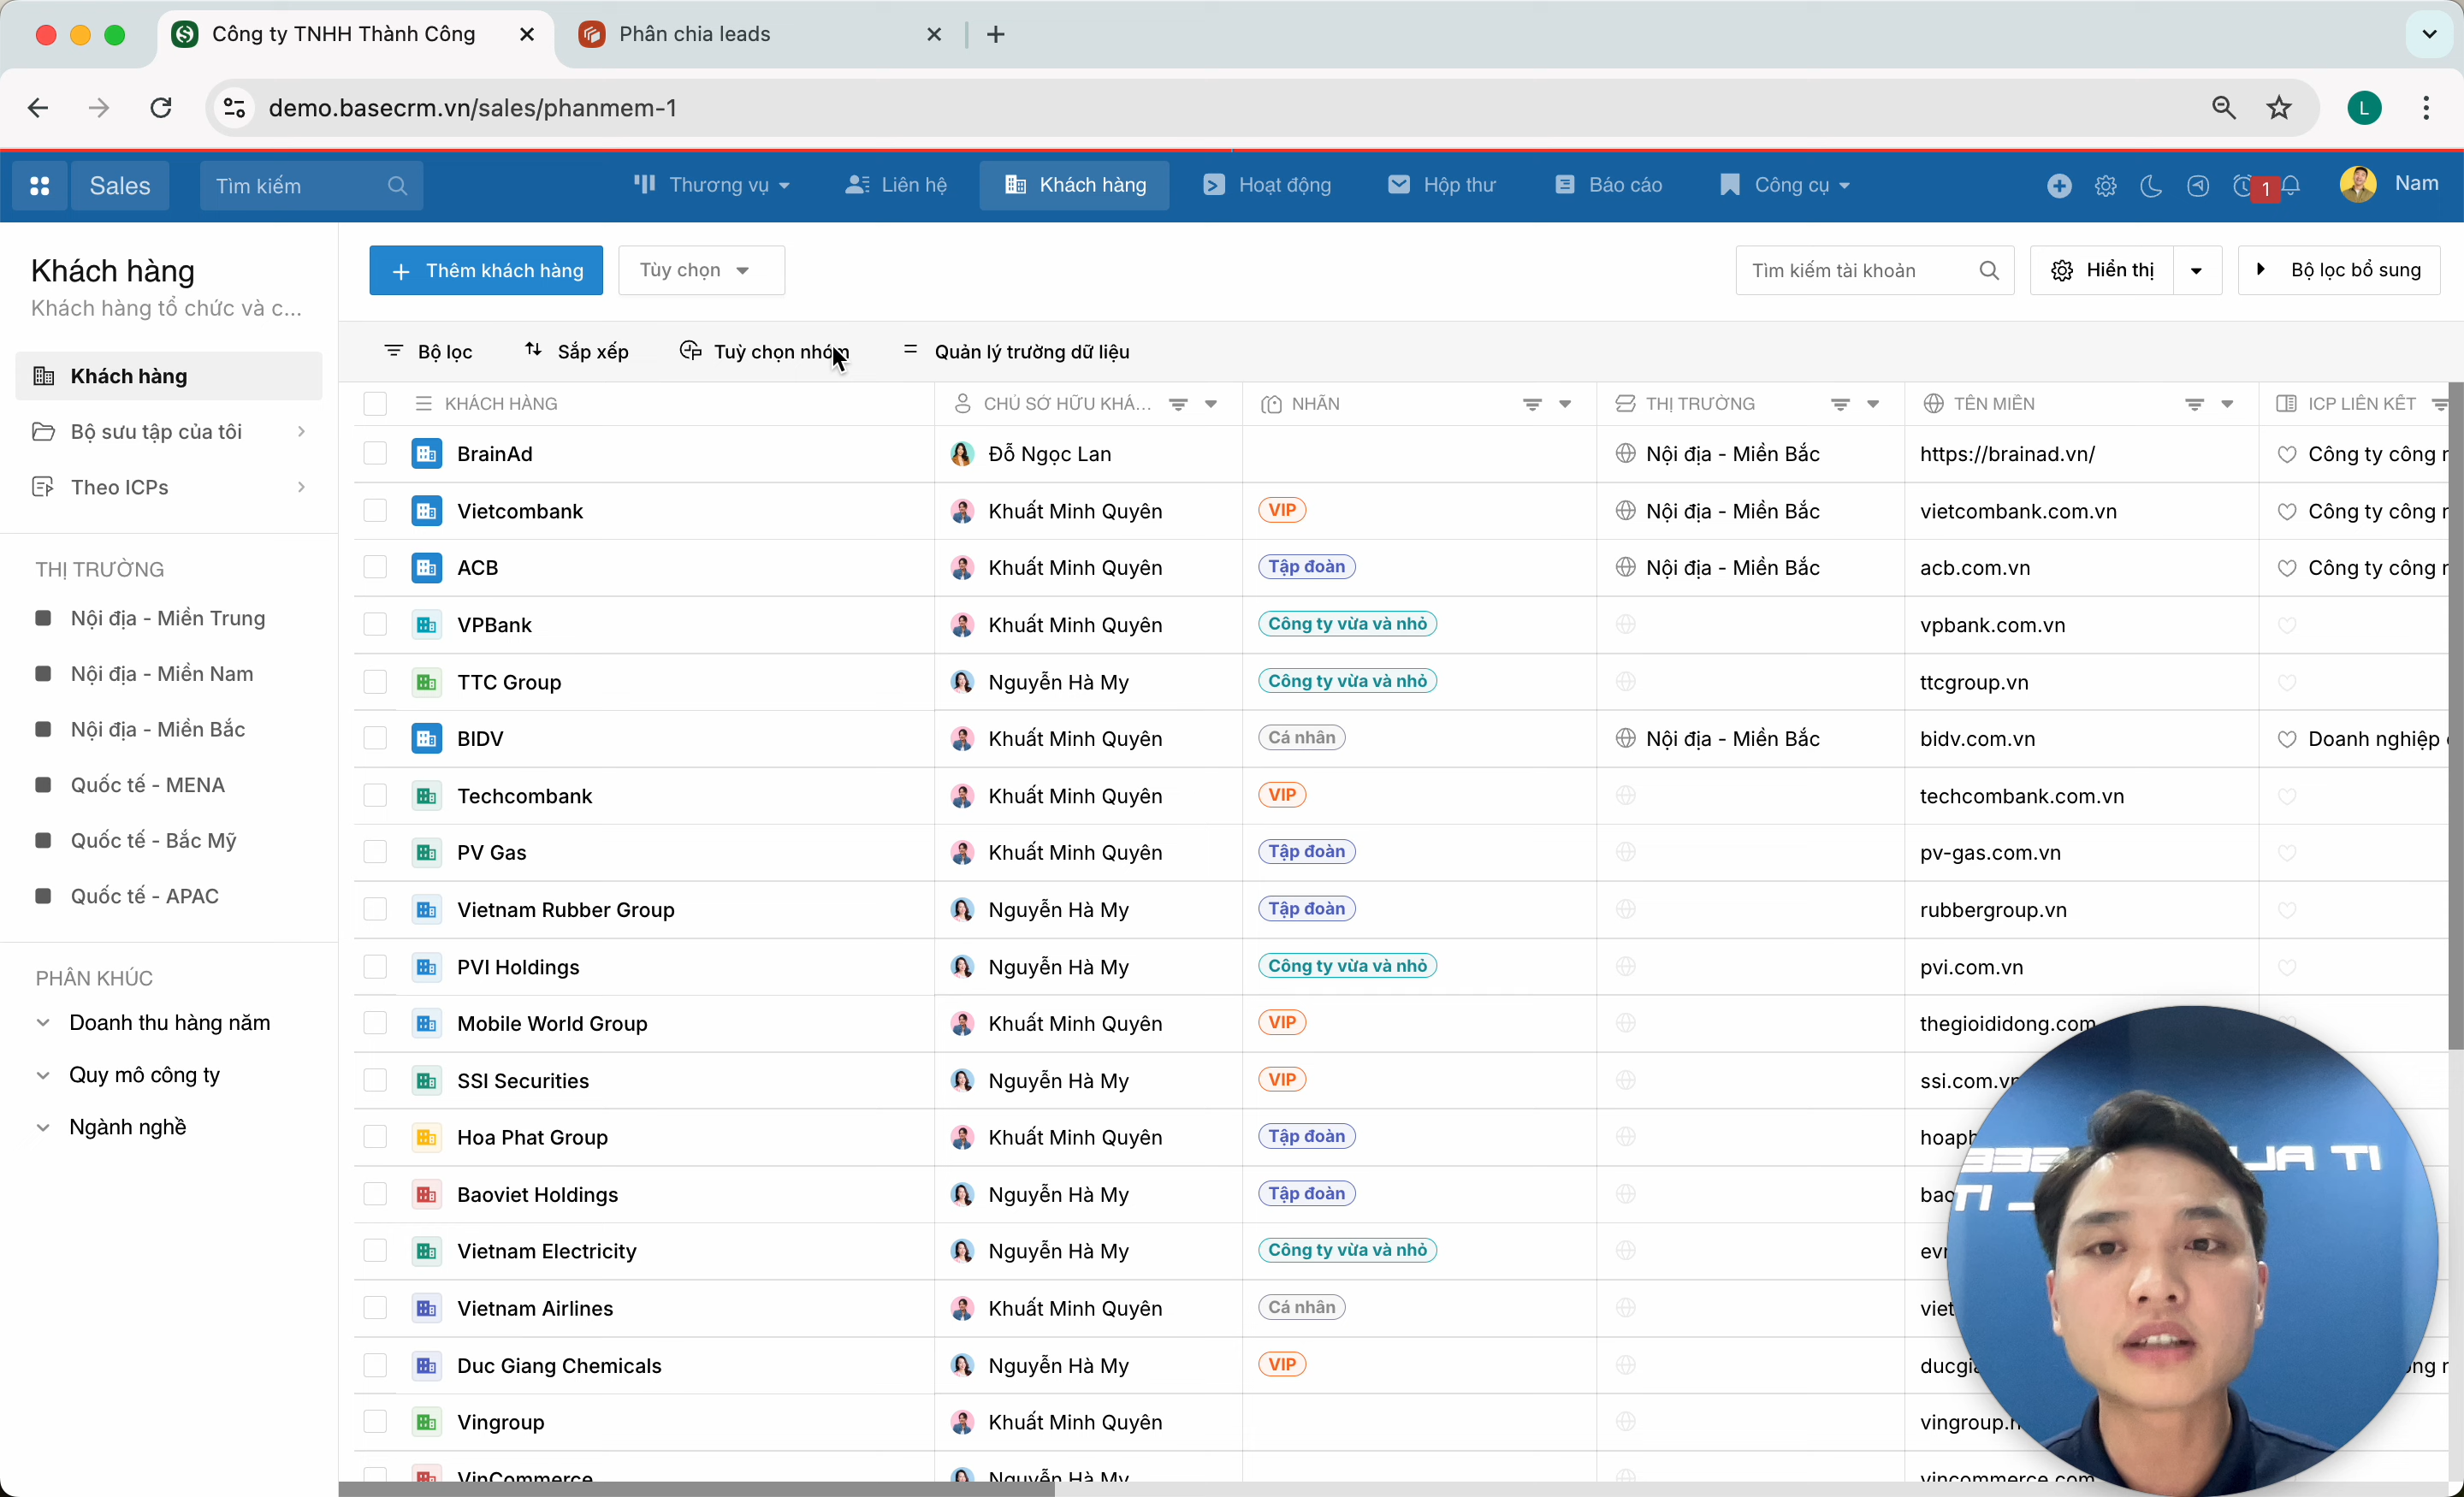 Công ty TNHH Thành Công
Phân chia leads
demo.basecrm.vn/sales/phanmem-1
L
Sales
Tìm kiếm
Thương vụ
Liên hệ
Khách hàng
Hoạt động
Hộp thư
Báo cáo
Công cụ
1
Nam
Khách hàng
Khách hàng tổ chức và c...
Khách hàng
Bộ sưu tập của tôi
Theo ICPs
THỊ TRƯỜNG
Nội địa - Miền Trung
Nội địa - Miền Nam
Nội địa - Miền Bắc
Quốc tế - MENA
Quốc tế - Bắc Mỹ
Quốc tế - APAC
PHÂN KHÚC
Doanh thu hàng năm
Quy mô công ty
Ngành nghề
Thêm khách hàng
Tùy chọn
Tìm kiếm tài khoản
Hiển thị
Bộ lọc bổ sung
Bộ lọc
Sắp xếp
Tuỳ chọn nhóm
Quản lý trường dữ liệu
KHÁCH HÀNG CHỦ SỞ HỮU KHÁ... NHÃN THỊ TRƯỜNG TÊN MIỀN ICP LIÊN KẾT
BrainAd Đỗ Ngọc Lan Nội địa - Miền Bắc https://brainad.vn/ Công ty công
Vietcombank Khuất Minh Quyên VIP Nội địa - Miền Bắc vietcombank.com.vn Công ty công
ACB Khuất Minh Quyên Tập đoàn Nội địa - Miền Bắc acb.com.vn Công ty công
VPBank Khuất Minh Quyên Công ty vừa và nhỏ vpbank.com.vn
TTC Group Nguyễn Hà My Công ty vừa và nhỏ ttcgroup.vn
BIDV Khuất Minh Quyên Cá nhân Nội địa - Miền Bắc bidv.com.vn Doanh nghiệp
Techcombank Khuất Minh Quyên VIP techcombank.com.vn
PV Gas Khuất Minh Quyên Tập đoàn pv-gas.com.vn
Vietnam Rubber Group Nguyễn Hà My Tập đoàn rubbergroup.vn
PVI Holdings Nguyễn Hà My Công ty vừa và nhỏ pvi.com.vn
Mobile World Group Khuất Minh Quyên VIP thegioididong.com
SSI Securities Nguyễn Hà My VIP ssi.com.vn
Hoa Phat Group Khuất Minh Quyên Tập đoàn hoaph
Baoviet Holdings Nguyễn Hà My Tập đoàn bao
Vietnam Electricity Nguyễn Hà My Công ty vừa và nhỏ
Vietnam Airlines Khuất Minh Quyên Cá nhân viet
Duc Giang Chemicals Nguyễn Hà My VIP ducgia
Vingroup Khuất Minh Quyên vingroup
VinCommerce Nguyễn Hà My vincommerce.com